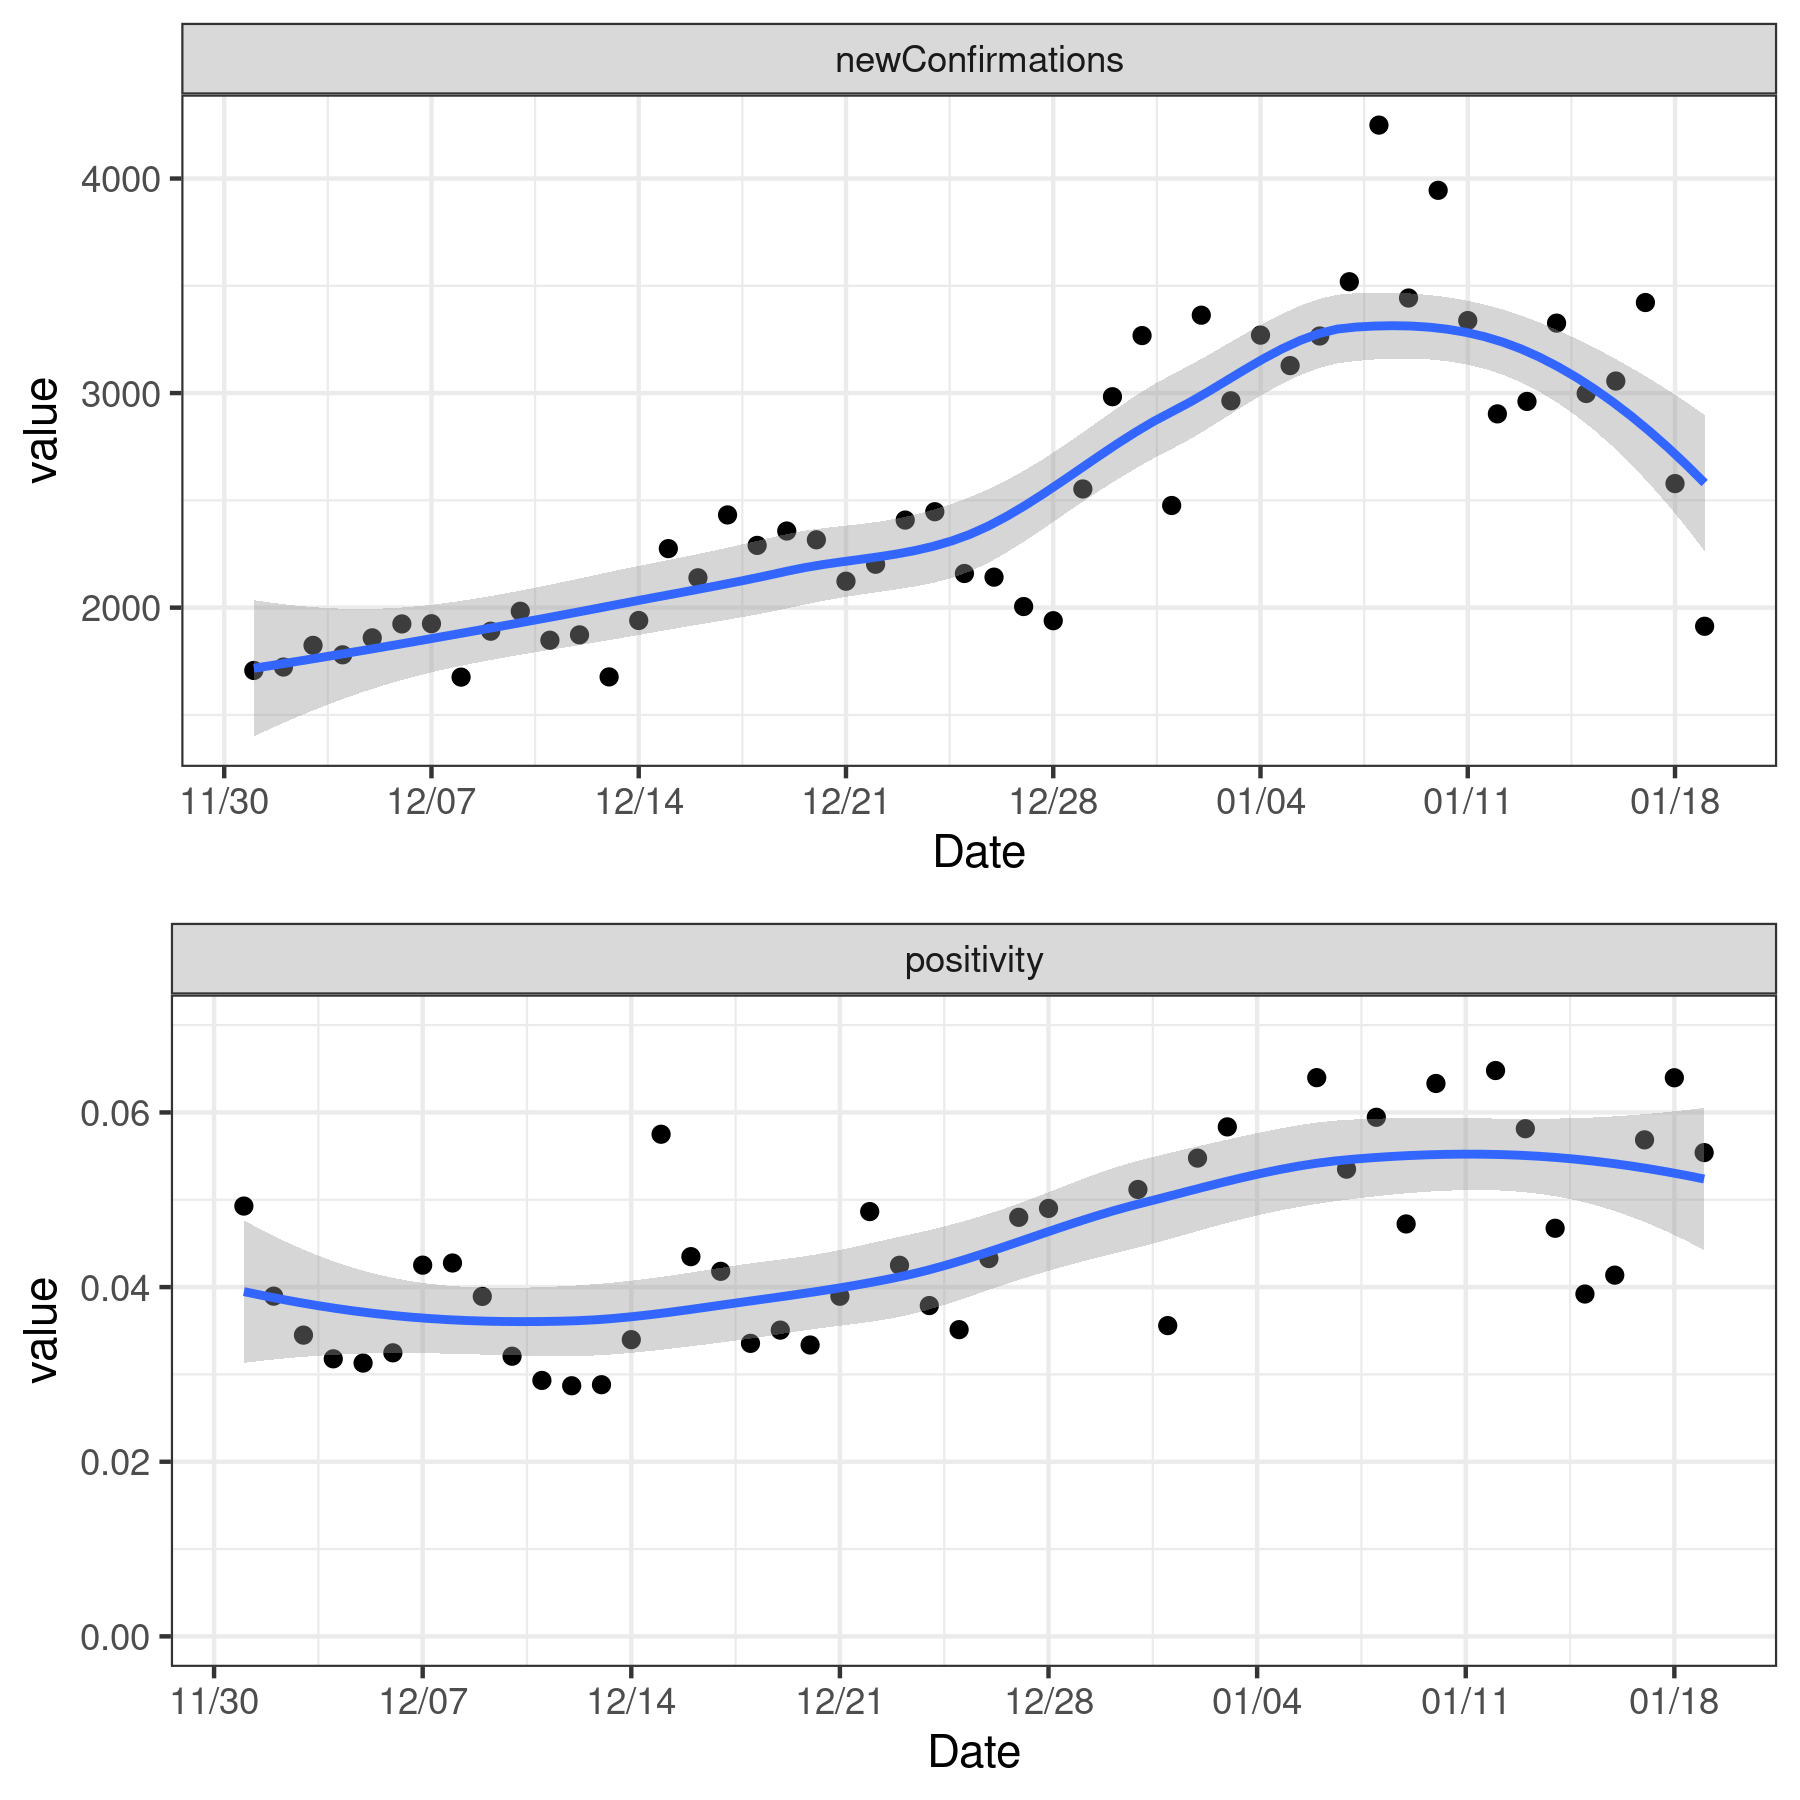 newConfirmations
4000
3000
2000
value
11/30 12/07 12/14 12/21 12/28 01/04 01/11 01/18
Date
positivity
0.06
0.04
0.02
0.00
value
11/30 12/07 12/14 12/21 12/28 01/04 01/11 01/18
Date